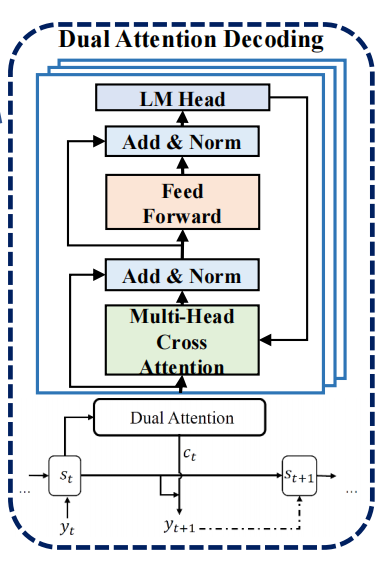 Dual Attention Decoding
LM Head
Add & Norm
Feed
Forward
Add & Norm
Multi-Head
Cross
Attention
Dual Attention
c_t
s_t
s_{t+1}
...
...
y_t
y_{t+1}